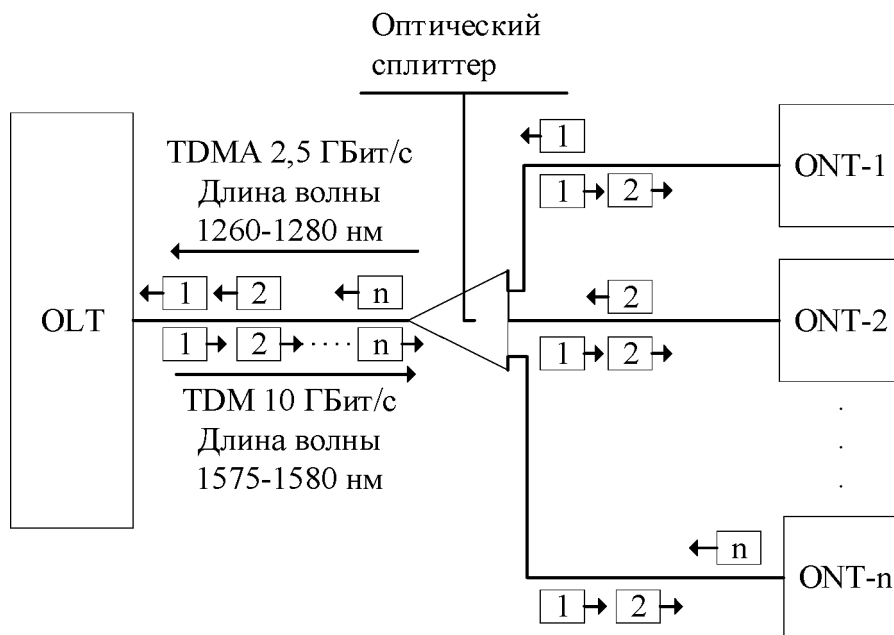 Оптический
сплиттер
TDMA 2,5 ГБит/с
Длина волны
1260-1280 нм
OLT
1 2 n
1 2 ····· n
TDM 10 ГБит/с
Длина волны
1575-1580 нм
1
1 2
ONT-1
2
1 2
ONT-2
n
1 2
ONT-n